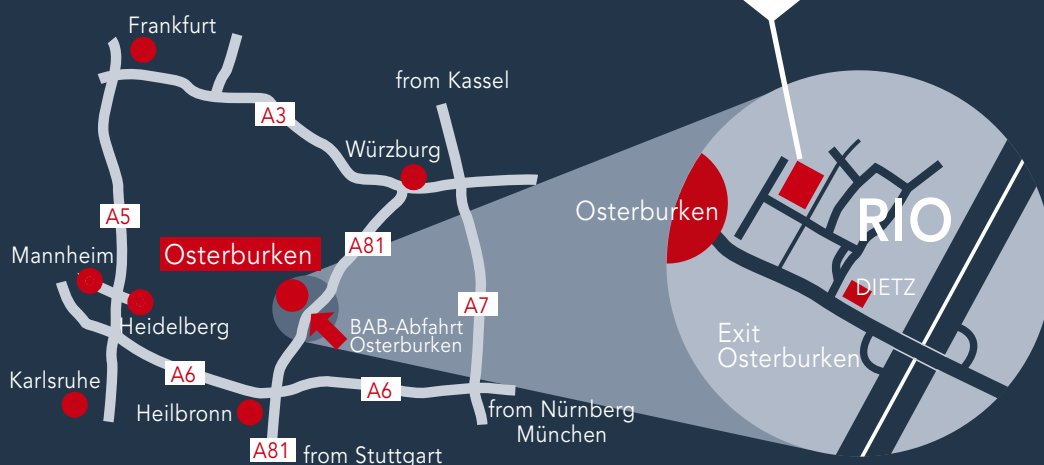 Frankfurt
from Kassel
A3
Würzburg
A5
Osterburken
RIO
A81
Mannheim
Osterburken
DIETZ
A7
Heidelberg
BAB-Abfahrt
Osterburken
Exit
Osterburken
Karlsruhe
A6
A6
Heilbronn
from Nürnberg
München
A81
from Stuttgart